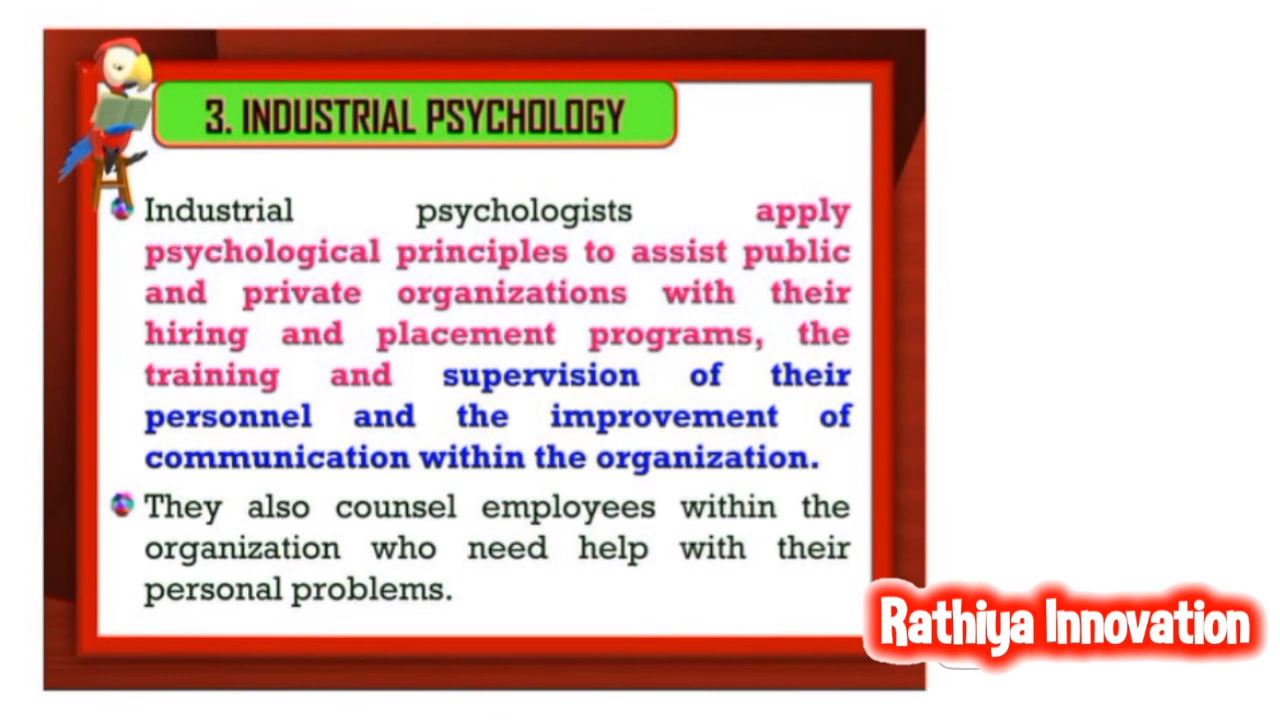 3. INDUSTRIAL PSYCHOLOGY
Industrial psychologists apply
psychological principles to assist public
and private organizations with their
hiring and placement programs, the
training and supervision of their
personnel and the improvement of
communication within the organization.
They also counsel employees within the
organization who need help with their
personal problems.
Rathiya Innovation